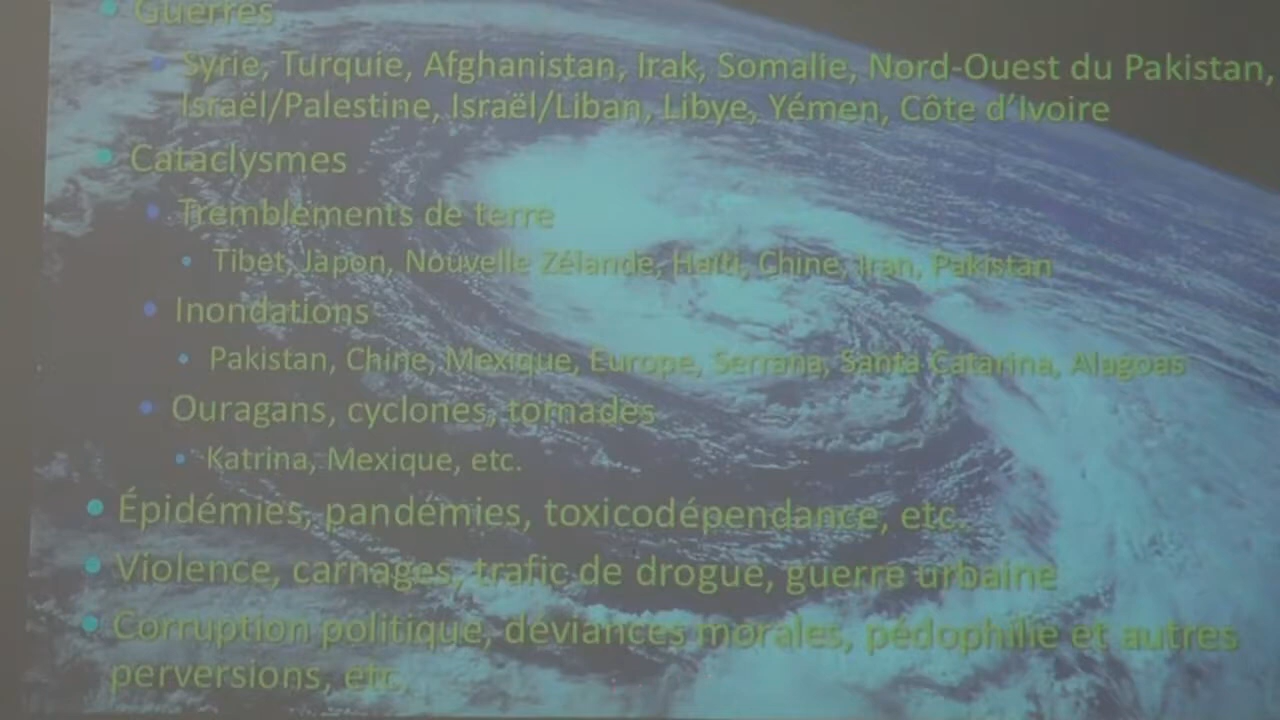 Guerres
Syrie, Turquie, Afghanistan, Irak, Somalie, Nord-Ouest du Pakistan,
Israël/Palestine, Israël/Liban, Libye, Yémen, Côte d'Ivoire
Cataclysmes
Tremblements de terre
Tibet, Japon, Nouvelle Zélande, Haïti, Chine, Iran, Pakistan
Inondations
Pakistan, Chine, Mexique, Europe, Serrana, Santa Catarina, Alagoas
Ouragans, cyclones, tornades
Katrina, Mexique, etc.
Épidémies, pandémies, toxicodépendance, etc.
Violence, carnages, trafic de drogue, guerre urbaine
Corruption politique, déviances morales, pédophilie et autres
perversions, etc.